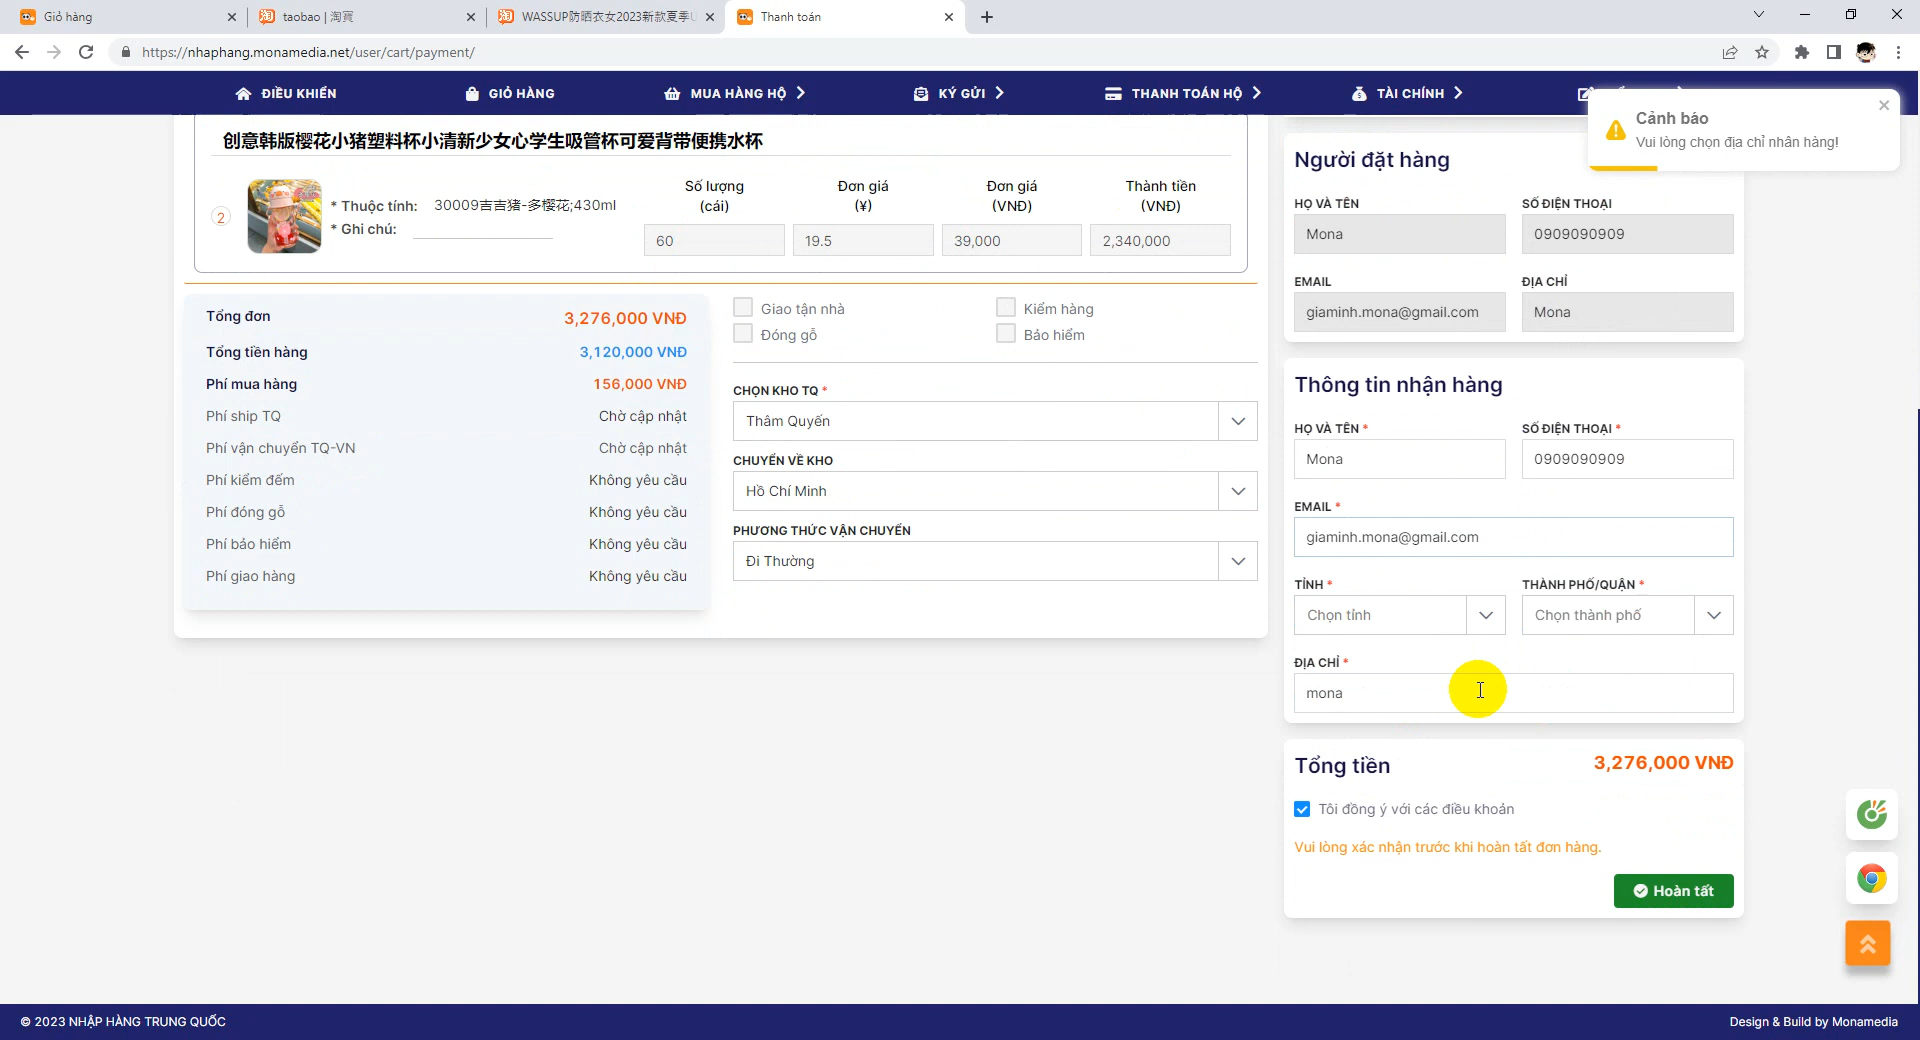 Giỏ hàng
taobao | 淘寶
WASSUP防晒衣女2023新款夏季U
Thanh toán
https://nhaphang.monamedia.net/user/cart/payment/
ĐIỀU KHIỂN
GIỎ HÀNG
MUA HÀNG HỘ
KÝ GỬI
THANH TOÁN HỘ
TÀI CHÍNH
Cảnh báo
Vui lòng chọn địa chỉ nhân hàng!
创意韩版樱花小猪塑料杯小清新少女心学生吸管杯可爱背带便携水杯
2
* Thuộc tính: 30009吉吉猪-多樱花;430ml
* Ghi chú:
Số lượng
(cái)
Đơn giá
(¥)
Đơn giá
(VNĐ)
Thành tiền
(VNĐ)
60
19.5
39,000
2,340,000
Tổng đơn 3,276,000 VNĐ
Tổng tiền hàng 3,120,000 VNĐ
Phí mua hàng 156,000 VNĐ
Phí ship TQ Chờ cập nhật
Phí vận chuyển TQ-VN Chờ cập nhật
Phí kiểm đếm Không yêu cầu
Phí đóng gỗ Không yêu cầu
Phí bảo hiểm Không yêu cầu
Phí giao hàng Không yêu cầu
Giao tận nhà
Kiểm hàng
Đóng gỗ
Bảo hiểm
CHỌN KHO TQ *
Thâm Quyến
CHUYỂN VỀ KHO
Hồ Chí Minh
PHƯƠNG THỨC VẬN CHUYỂN
Đi Thường
Người đặt hàng
HỌ VÀ TÊN
SỐ ĐIỆN THOẠI
Mona
0909090909
EMAIL
ĐỊA CHỈ
giaminh.mona@gmail.com
Mona
Thông tin nhận hàng
HỌ VÀ TÊN *
SỐ ĐIỆN THOẠI *
Mona
0909090909
EMAIL *
giaminh.mona@gmail.com
TỈNH *
THÀNH PHỐ/QUẬN *
Chọn tỉnh
Chọn thành phố
ĐỊA CHỈ *
mona
Tổng tiền 3,276,000 VNĐ
Tôi đồng ý với các điều khoản
Vui lòng xác nhận trước khi hoàn tất đơn hàng.
Hoàn tất
© 2023 NHẬP HÀNG TRUNG QUỐC
Design & Build by Monamedia